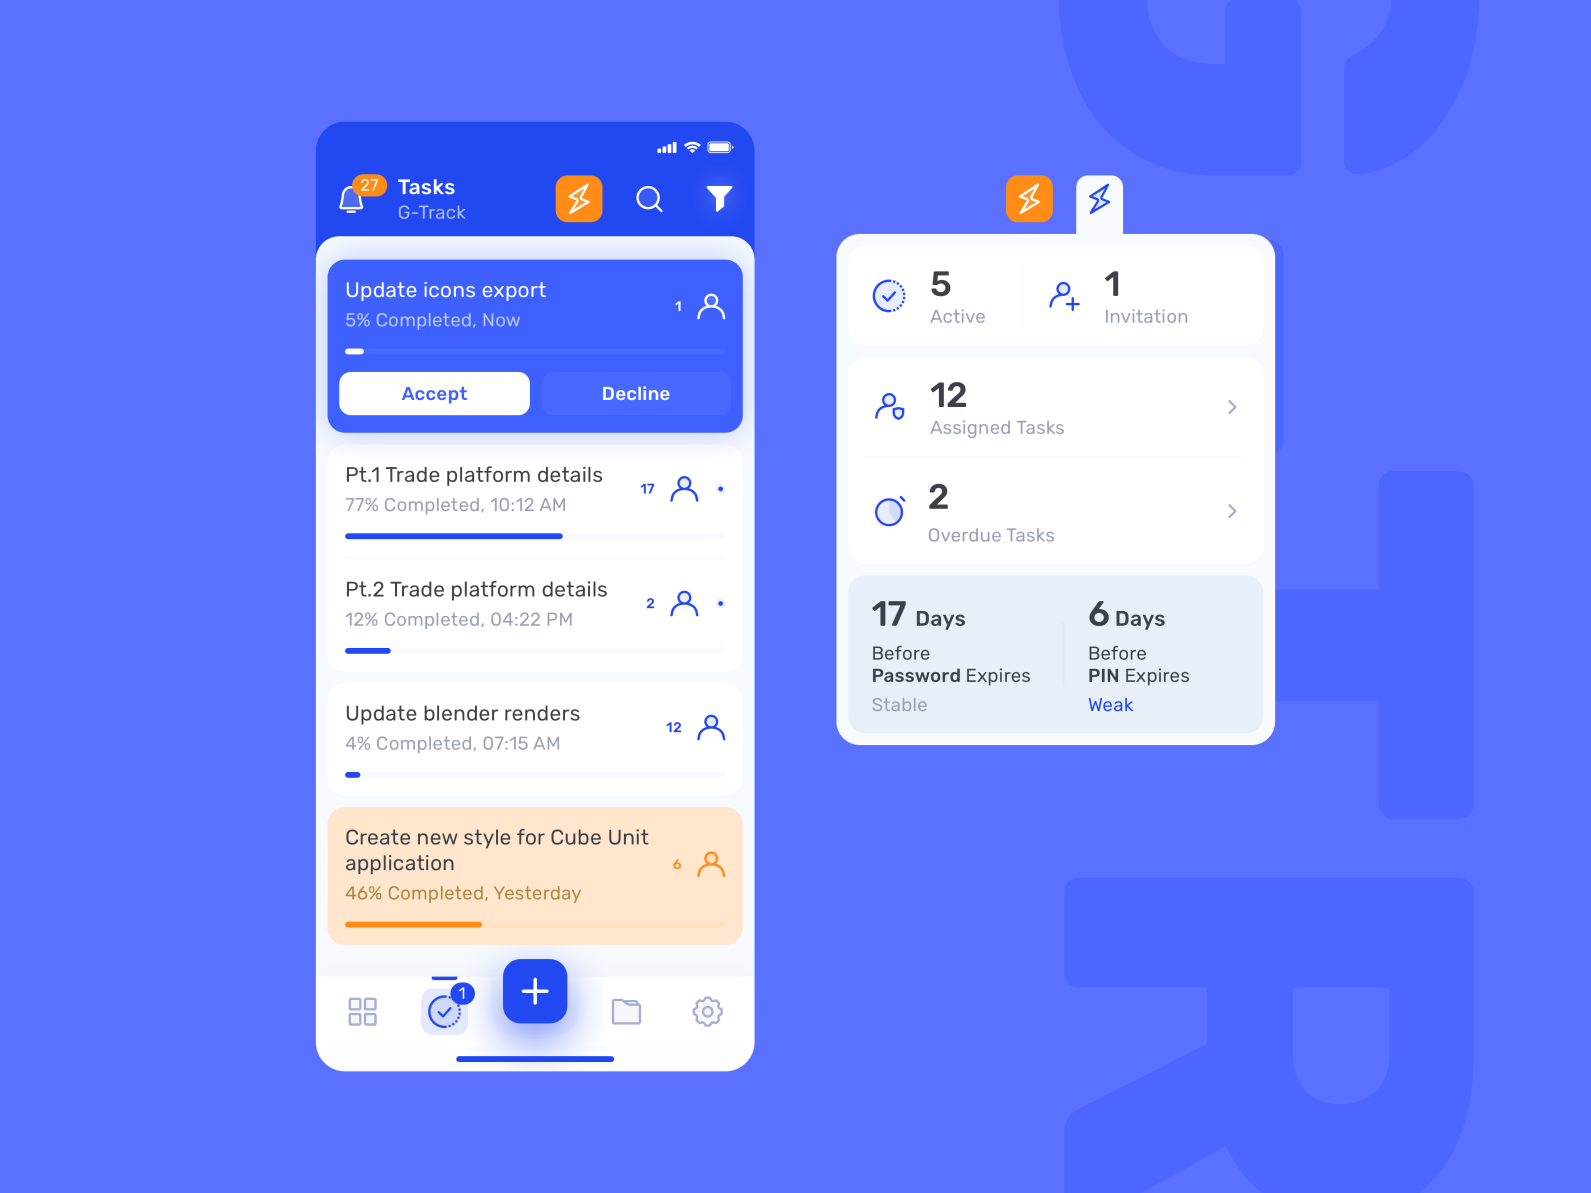 27
Tasks
G-Track
Update icons export
5% Completed, Now
1
Accept
Decline
Pt.1 Trade platform details
77% Completed, 10:12 AM
17
Pt.2 Trade platform details
12% Completed, 04:22 PM
2
Update blender renders
4% Completed, 07:15 AM
12
Create new style for Cube Unit
application
46% Completed, Yesterday
6
1
5
Active
1
Invitation
12
Assigned Tasks
2
Overdue Tasks
17 Days
Before
Password Expires
Stable
6 Days
Before
PIN Expires
Weak
G
T
R